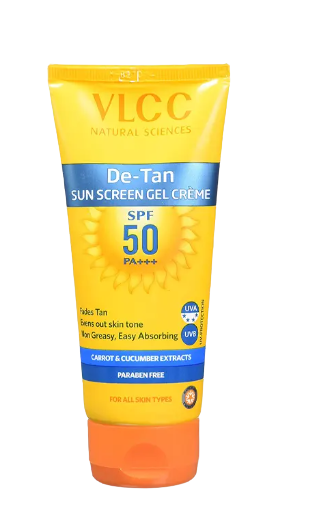 VLCC
NATURAL SCIENCES
De-Tan
SUN SCREEN GEL CRÈME
SPF
50
PA+++
Fades Tan
Evens out skin tone
Non Greasy, Easy Absorbing
UVA
UVB
CARROT & CUCUMBER EXTRACTS
PARABEN FREE
FOR ALL SKIN TYPES